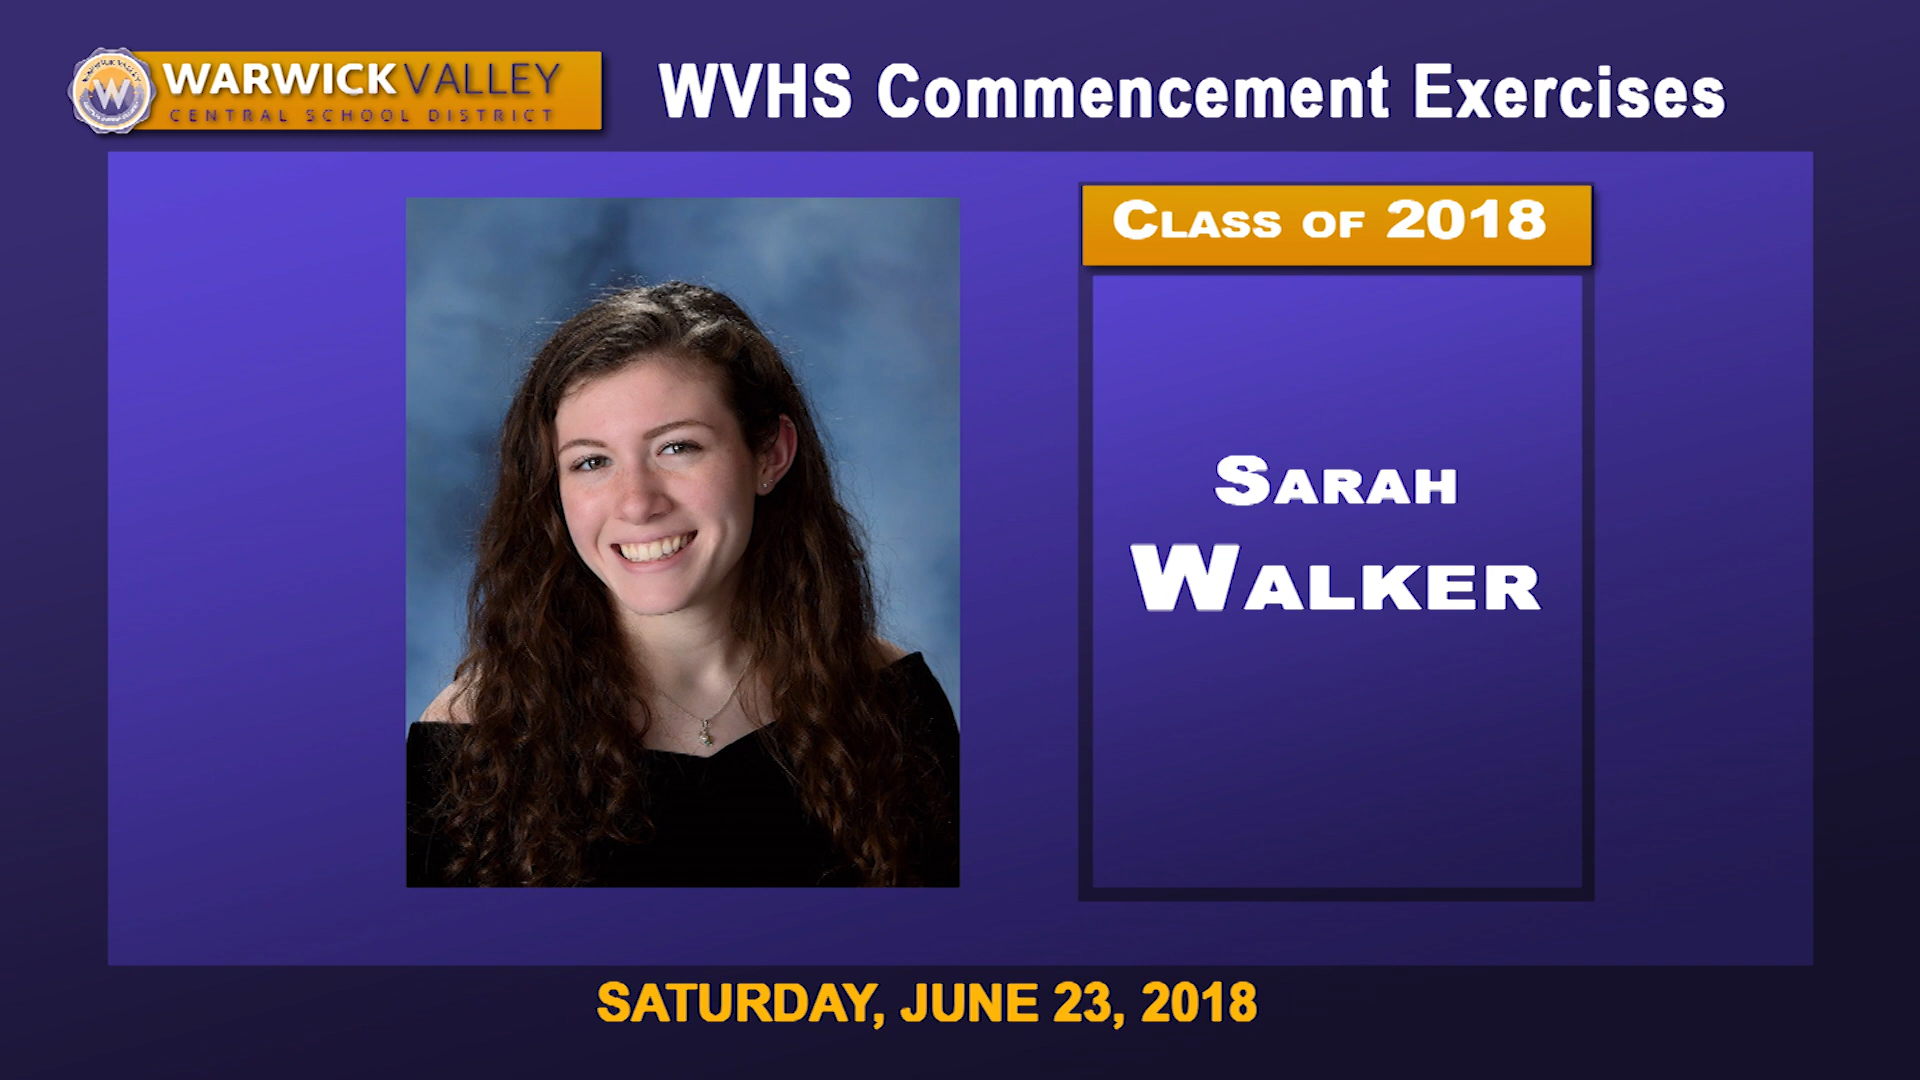 WARWICK VALLEY
CENTRAL SCHOOL DISTRICT
WVHS Commencement Exercises
CLASS OF 2018
SARAH
WALKER
SATURDAY, JUNE 23, 2018